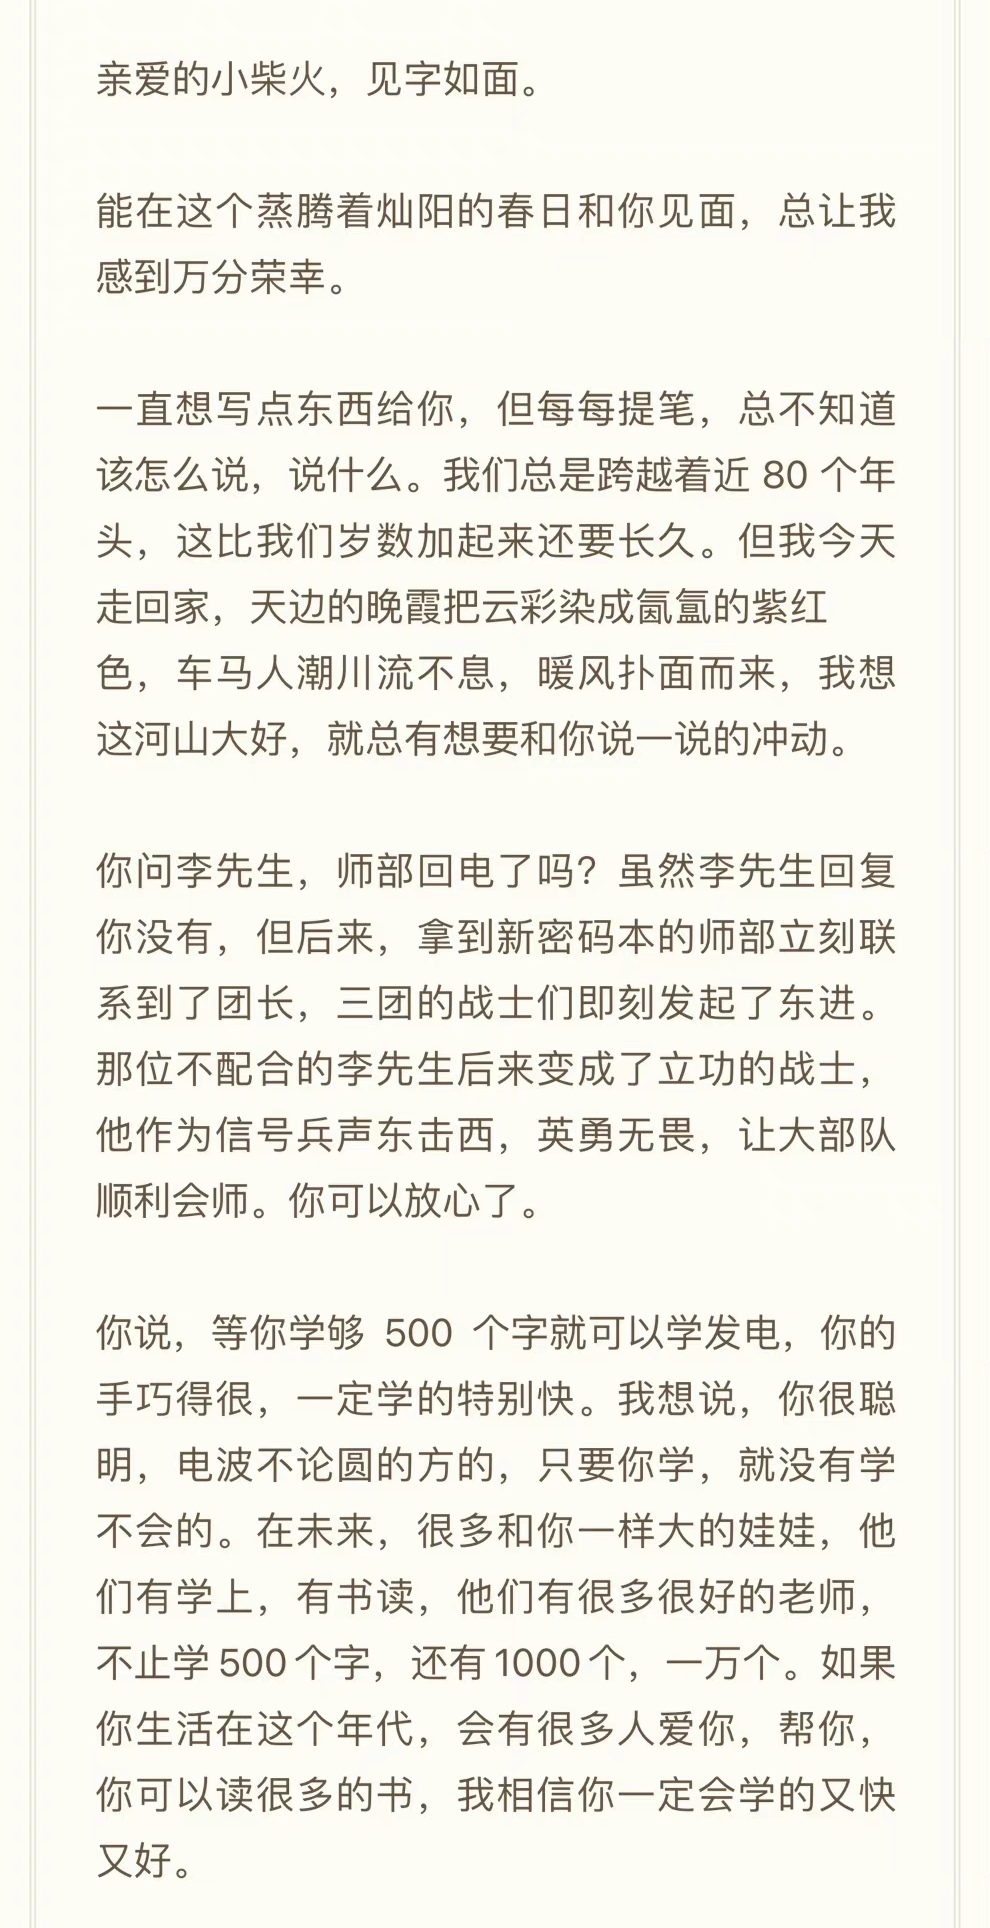 亲爱的小柴火，见字如面。
能在这个蒸腾着灿阳的春日和你见面，总让我
感到万分荣幸。
一直想写点东西给你，但每每提笔，总不知道
该怎么说，说什么。我们总是跨越着近 80 个年
头，这比我们岁数加起来还要长久。但我今天
走回家，天边的晚霞把云彩染成氤氲的紫红
色，车马人潮川流不息，暖风扑面而来，我想
这河山大好，就总有想要和你说一说的冲动。
你问李先生，师部回电了吗？虽然李先生回复
你没有，但后来，拿到新密码本的师部立刻联
系到了团长，三团的战士们即刻发起了东进。
那位不配合的李先生后来变成了立功的战士，
他作为信号兵声东击西，英勇无畏，让大部队
顺利会师。你可以放心了。
你说，等你学够 500 个字就可以学发电，你的
手巧得很，一定学的特别快。我想说，你很聪
明，电波不论圆的方的，只要你学，就没有学
不会的。在未来，很多和你一样大的娃娃，他
们有学上，有书读，他们有很多很好的老师，
不止学 500 个字，还有 1000 个，一万个。如果
你生活在这个年代，会有很多人爱你，帮你，
你可以读很多的书，我相信你一定会学的又快
又好。